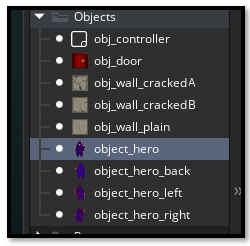 Objects
obj_controller
obj_door
obj_wall_crackedA
obj_wall_crackedB
obj_wall_plain
object_hero
object_hero_back
object_hero_left
object_hero_right